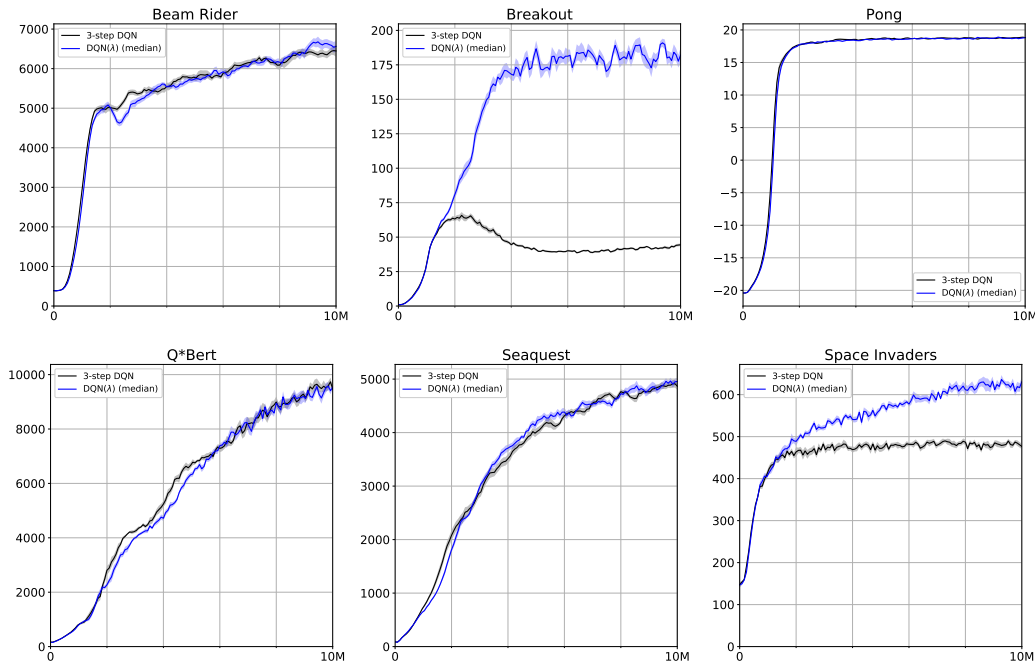 Beam Rider
3-step DQN
DQN(λ) (median)
7000
6000
5000
4000
3000
2000
1000
0
0
10M
Breakout
3-step DQN
DQN(λ) (median)
200
175
150
125
100
75
50
25
0
0
10M
Pong
20
15
10
5
0
−5
−10
−15
−20
3-step DQN
DQN(λ) (median)
0
10M
Q*Bert
3-step DQN
DQN(λ) (median)
10000
8000
6000
4000
2000
0
0
10M
Seaquest
3-step DQN
DQN(λ) (median)
5000
4000
3000
2000
1000
0
0
10M
Space Invaders
3-step DQN
DQN(λ) (median)
600
500
400
300
200
100
0
0
10M